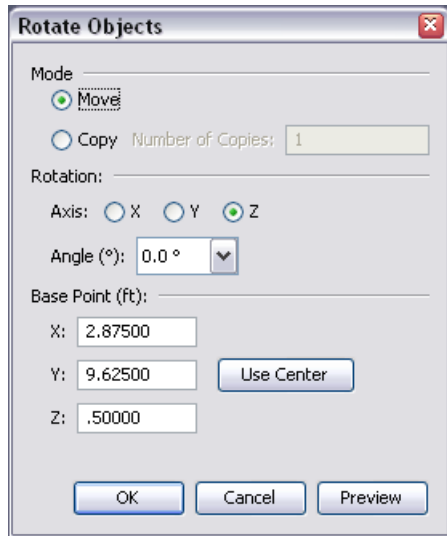 Rotate Objects
Mode
Move
Copy Number of Copies: 1
Rotation:
Axis: X Y Z
Angle (°): 0.0 °
Base Point (ft):
X: 2.87500
Y: 9.62500 Use Center
Z: .50000
OK Cancel Preview